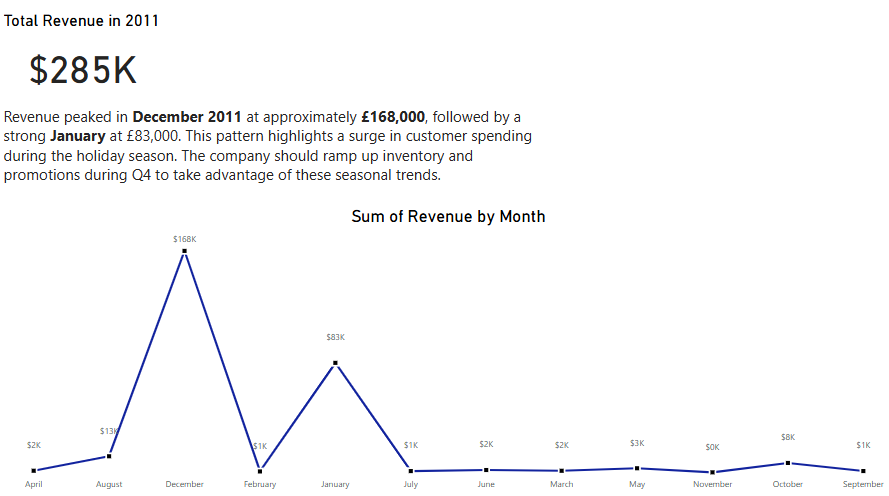 Total Revenue in 2011
$285K
Revenue peaked in December 2011 at approximately £168,000, followed by a
strong January at £83,000. This pattern highlights a surge in customer spending
during the holiday season. The company should ramp up inventory and
promotions during Q4 to take advantage of these seasonal trends.
Sum of Revenue by Month
$168K
$83K
$2K $13K $1K $1K $2K $2K $3K $0K $8K $1K
April August December February January July June March May November October September